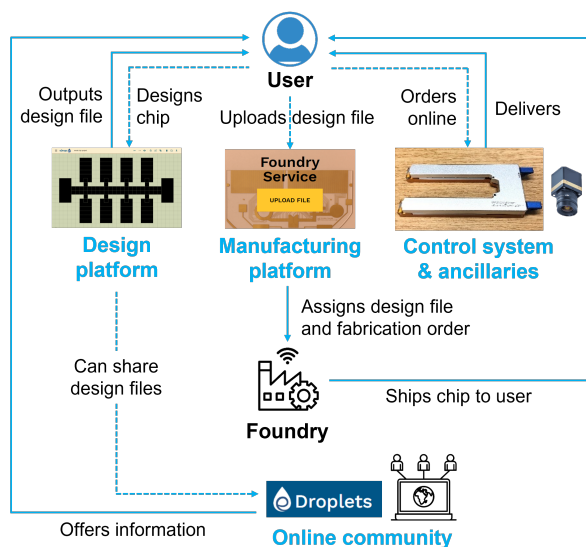 User
Outputs
design file
Designs
chip
Uploads design file
Orders
online
Delivers
Foundry
Service
UPLOAD FILE
Design
platform
Manufacturing
platform
Control system
& ancillaries
Assigns design file
and fabrication order
Can share
design files
Foundry
Ships chip to user
Droplets
Offers information
Online community